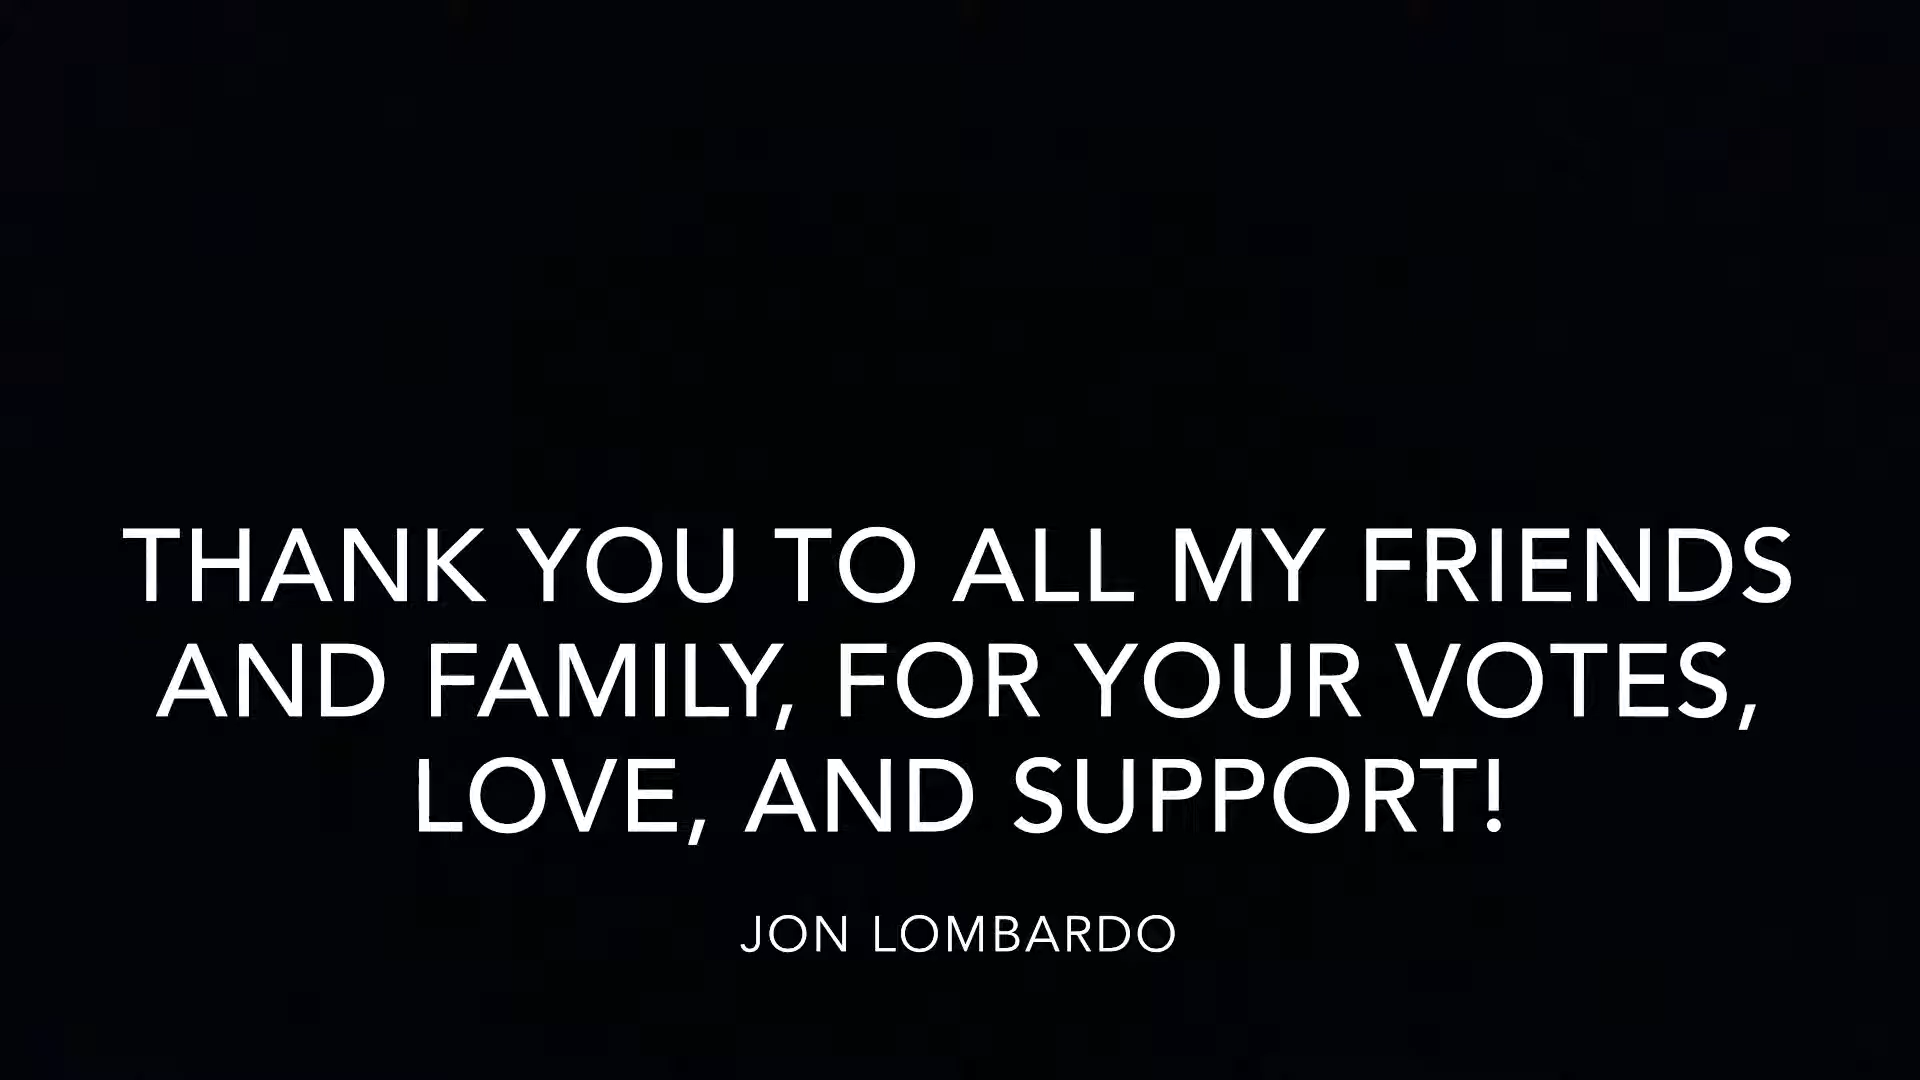 THANK YOU TO ALL MY FRIENDS
AND FAMILY, FOR YOUR VOTES,
LOVE, AND SUPPORT!
JON LOMBARDO